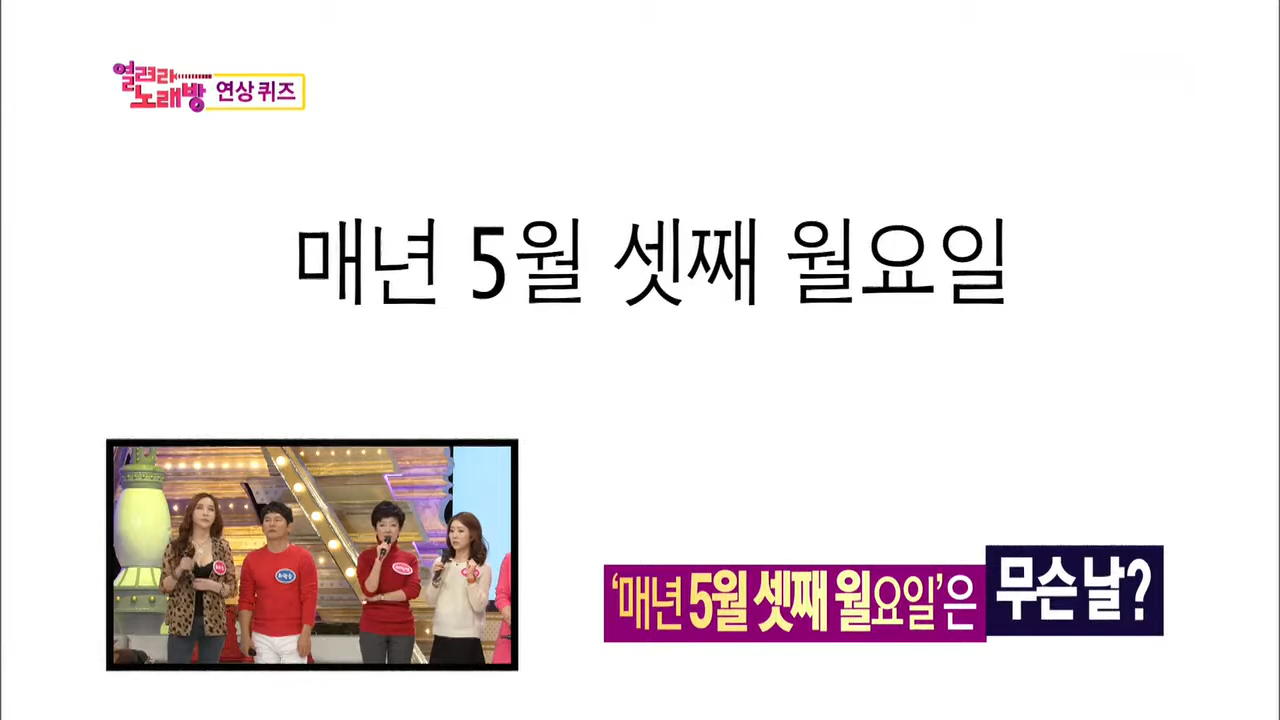 열려라
노래방
연상 퀴즈
매년 5월 셋째 월요일
‘매년 5월 셋째 월요일’은
무슨 날?